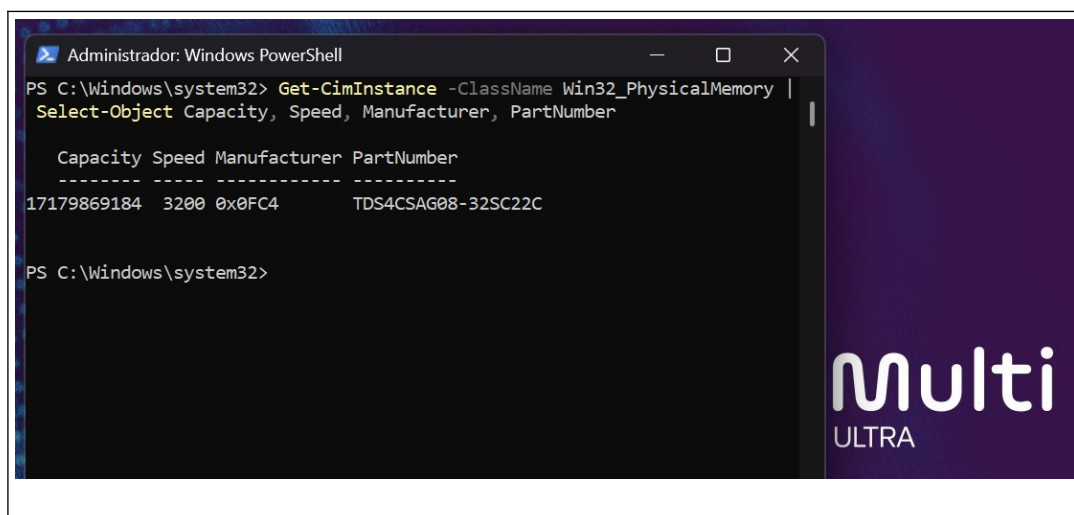 Administrador: Windows PowerShell
PS C:\Windows\system32> Get-CimInstance -ClassName Win32_PhysicalMemory |
Select-Object Capacity, Speed, Manufacturer, PartNumber
Capacity Speed Manufacturer PartNumber
-------- ----- ------------ ----------
17179869184 3200 0x0FC4 TDS4CSAG08-32SC22C
PS C:\Windows\system32>
Multi
ULTRA